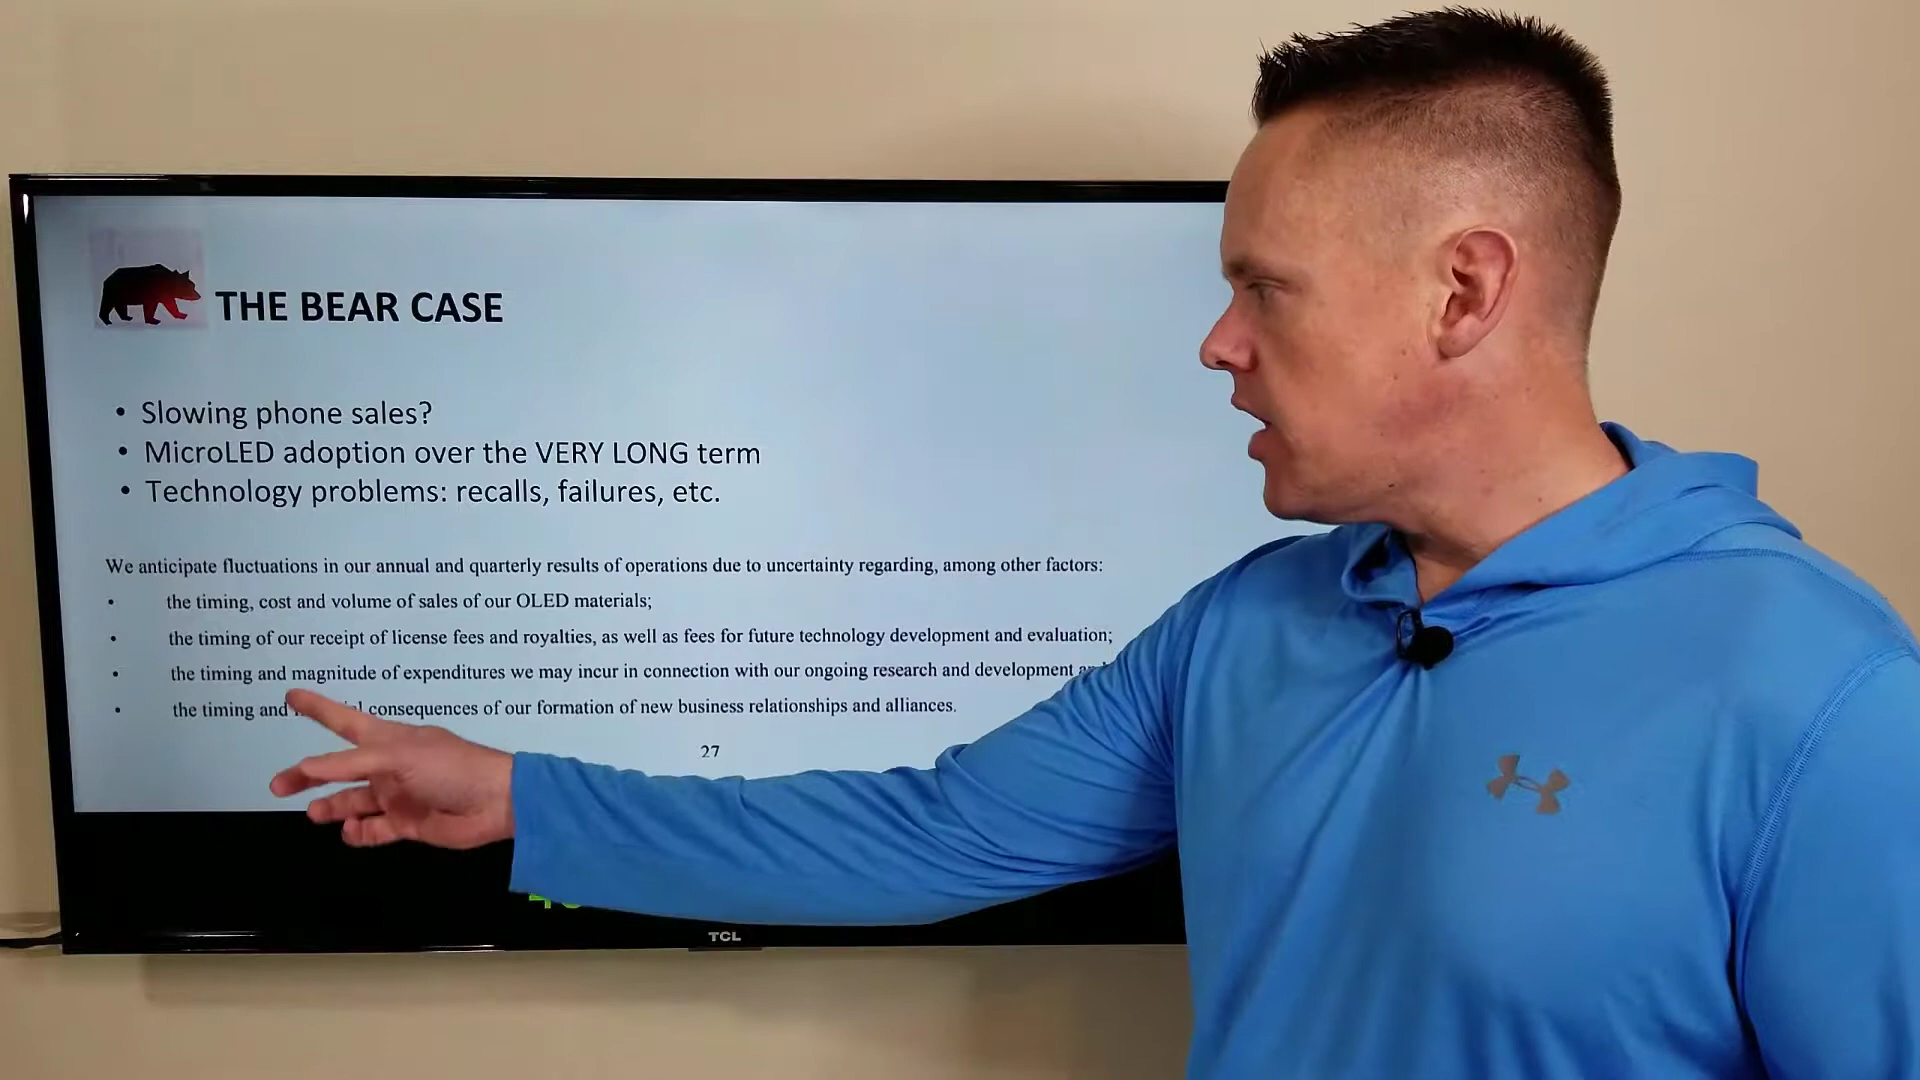 THE BEAR CASE
• Slowing phone sales?
• MicroLED adoption over the VERY LONG term
• Technology problems: recalls, failures, etc.
We anticipate fluctuations in our annual and quarterly results of operations due to uncertainty regarding, among other factors:
• the timing, cost and volume of sales of our OLED materials;
• the timing of our receipt of license fees and royalties, as well as fees for future technology development and evaluation;
• the timing and magnitude of expenditures we may incur in connection with our ongoing research and development
• the timing and consequences of our formation of new business relationships and alliances.
27
TCL